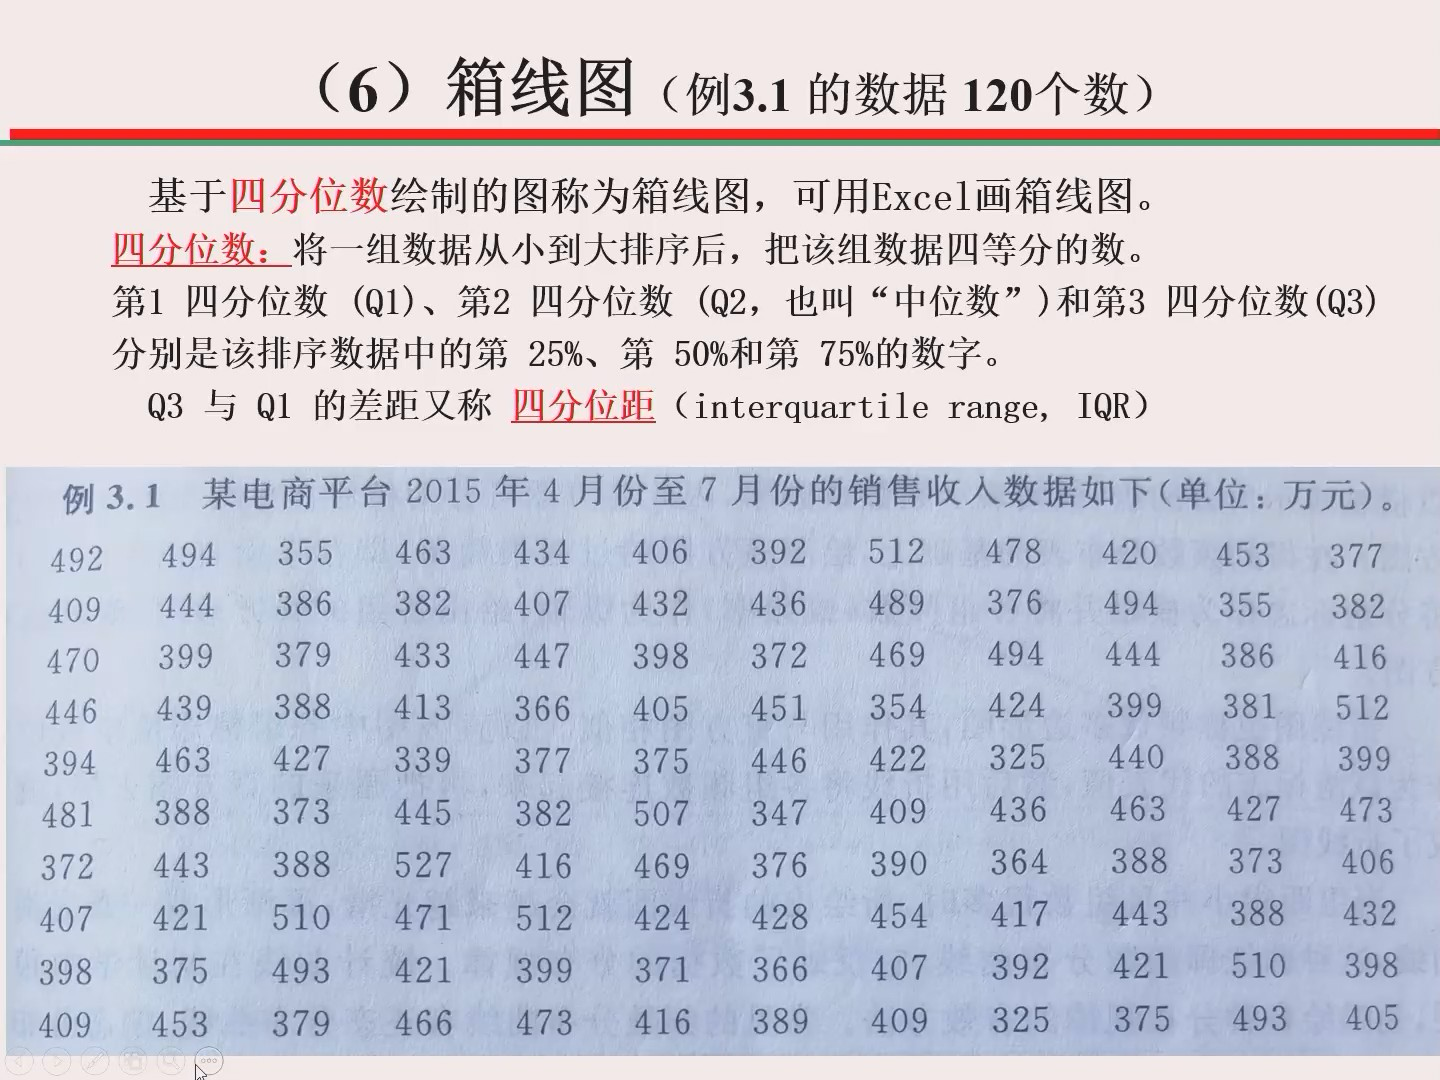 （6）箱线图（例3.1 的数据 120个数）
基于四分位数绘制的图称为箱线图，可用Excel画箱线图。
四分位数：将一组数据从小到大排序后，把该组数据四等分的数。
第1 四分位数 (Q1)、第2 四分位数 (Q2，也叫“中位数”)和第3 四分位数(Q3)
分别是该排序数据中的第 25%、第 50%和第 75%的数字。
Q3 与 Q1 的差距又称 四分位距（interquartile range, IQR）
例 3.1 某电商平台 2015 年 4 月份至 7 月份的销售收入数据如下(单位：万元)。
492 494 355 463 434 406 392 512 478 420 453 377
409 444 386 382 407 432 436 489 376 494 355 382
470 399 379 433 447 398 372 469 494 444 386 416
446 439 388 413 366 405 451 354 424 399 381 512
394 463 427 339 377 375 446 422 325 440 388 399
481 388 373 445 382 507 347 409 436 463 427 473
372 443 388 527 416 469 376 390 364 388 373 406
407 421 510 471 512 424 428 454 417 443 388 432
398 375 493 421 399 371 366 407 392 421 510 398
409 453 379 466 473 416 389 409 325 375 493 405